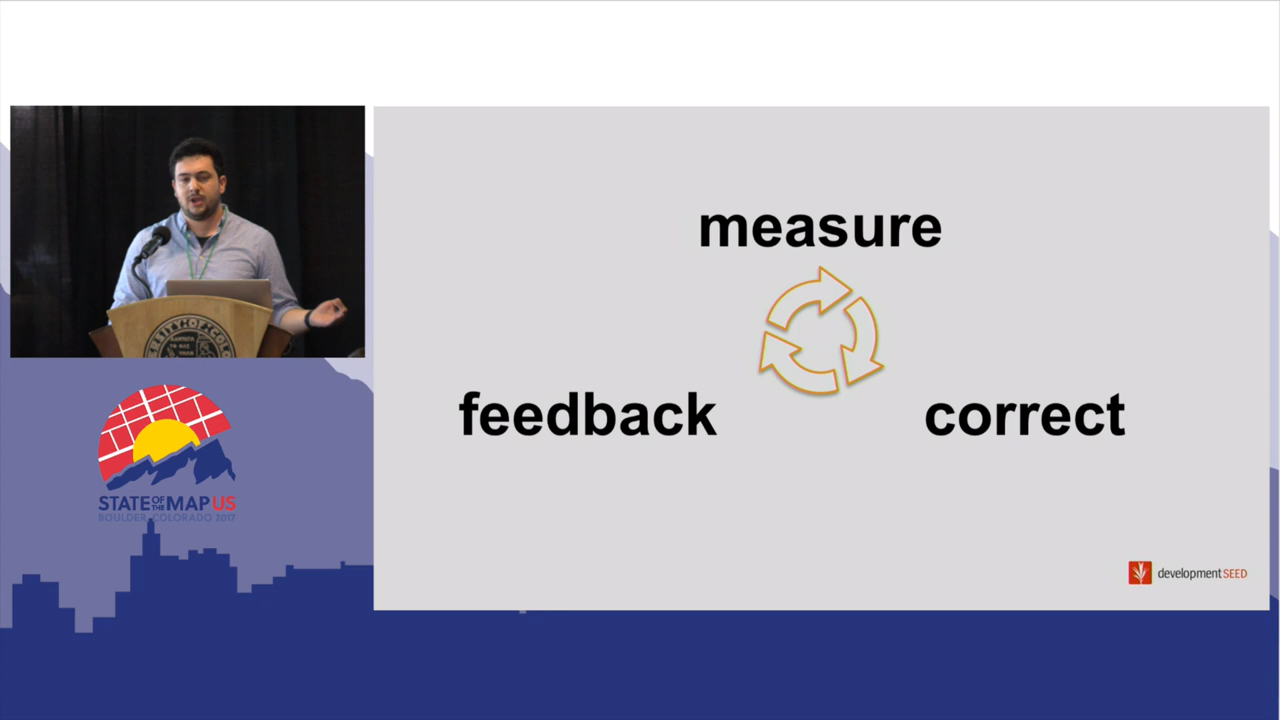 measure
feedback
correct
developmentSEED
STATE OF THE MAP US
BOULDER, COLORADO 2017